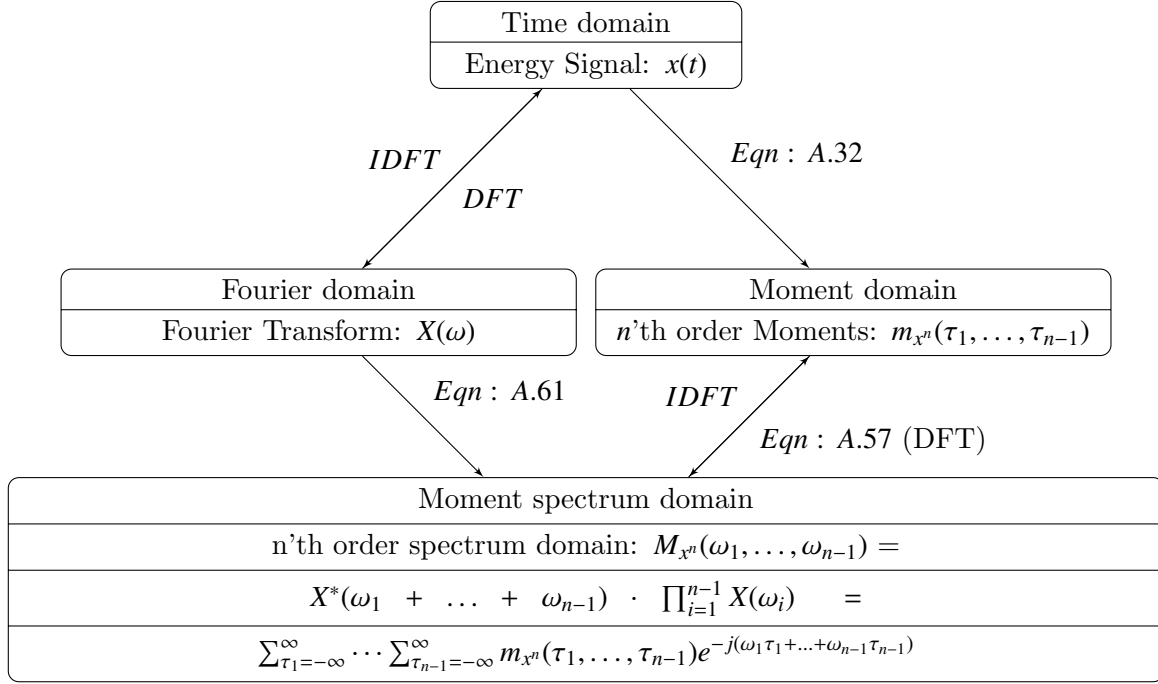 Time domain
Energy Signal: x(t)
IDFT
DFT
Eqn : A.32
Fourier domain
Fourier Transform: X(ω)
Moment domain
n'th order Moments: m_{x^n}(τ_1, . . . , τ_{n−1})
Eqn : A.61
IDFT
Eqn : A.57 (DFT)
Moment spectrum domain
n'th order spectrum domain: M_{x^n}(ω_1, . . . , ω_{n−1}) =
X^*(ω_1 + . . . + ω_{n−1}) · ∏_{i=1}^{n−1} X(ω_i) =
∑_{τ_1=−∞}^{∞} · · · ∑_{τ_{n−1}=−∞}^{∞} m_{x^n}(τ_1, . . . , τ_{n−1})e^{−j(ω_1τ_1+...+ω_{n−1}τ_{n−1})}